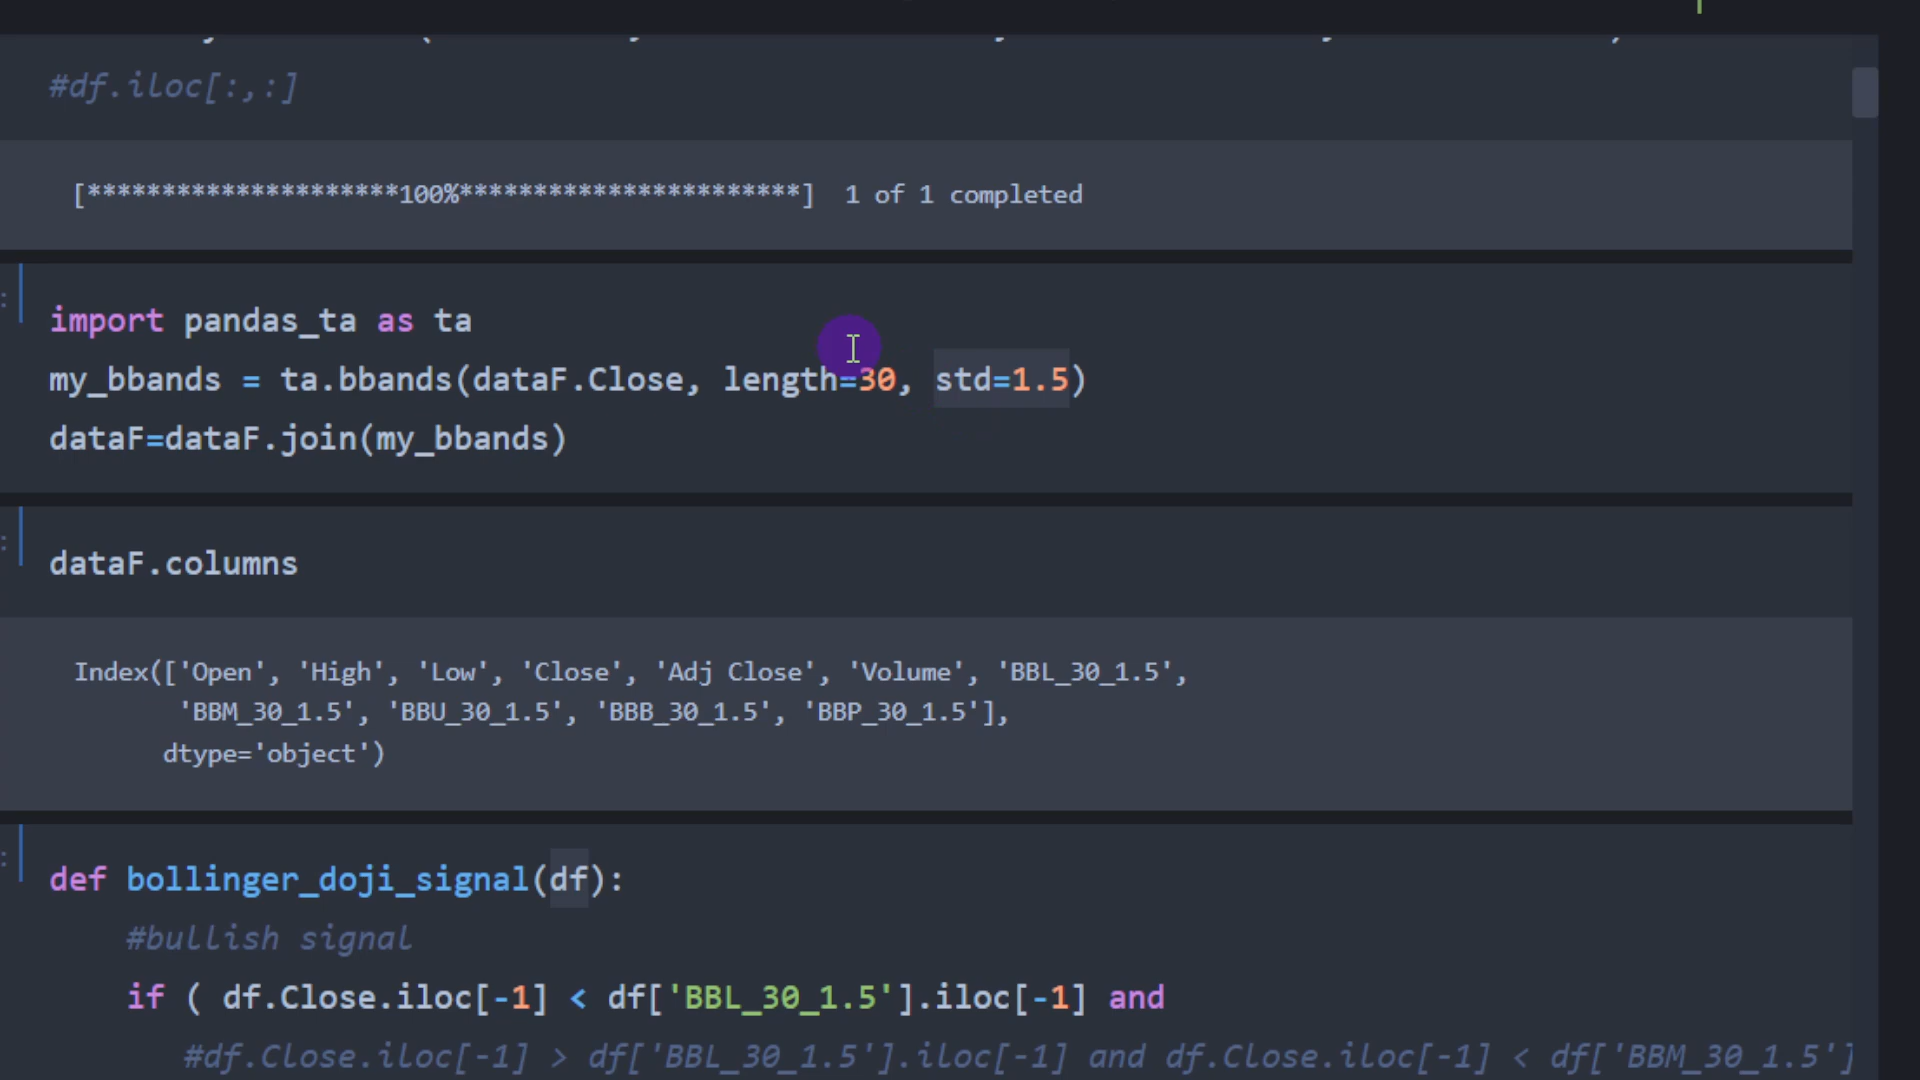 #df.iloc[:,:]
[*********************100%***********************]  1 of 1 completed
import pandas_ta as ta
my_bbands = ta.bbands(dataF.Close, length=30, std=1.5)
dataF=dataF.join(my_bbands)
dataF.columns
Index(['Open', 'High', 'Low', 'Close', 'Adj Close', 'Volume', 'BBL_30_1.5',
       'BBM_30_1.5', 'BBU_30_1.5', 'BBB_30_1.5', 'BBP_30_1.5'],
      dtype='object')
def bollinger_doji_signal(df):
    #bullish signal
    if ( df.Close.iloc[-1] < df['BBL_30_1.5'].iloc[-1] and
       #df.Close.iloc[-1] > df['BBL_30_1.5'].iloc[-1] and df.Close.iloc[-1] < df['BBM_30_1.5']